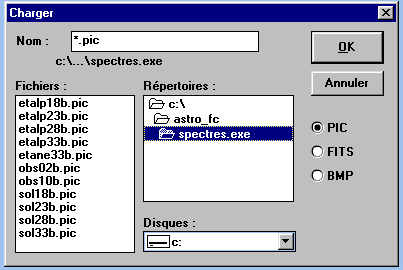 Charger
Nom :
*.pic
c:\...\spectres.exe
OK
Annuler
Fichiers :
etalp18b.pic
etalp23b.pic
etalp28b.pic
etalp33b.pic
etane33b.pic
obs02b.pic
obs10b.pic
sol18b.pic
sol23b.pic
sol28b.pic
sol33b.pic
Répertoires :
c:\
astro_fc
spectres.exe
Disques :
c:
PIC
FITS
BMP